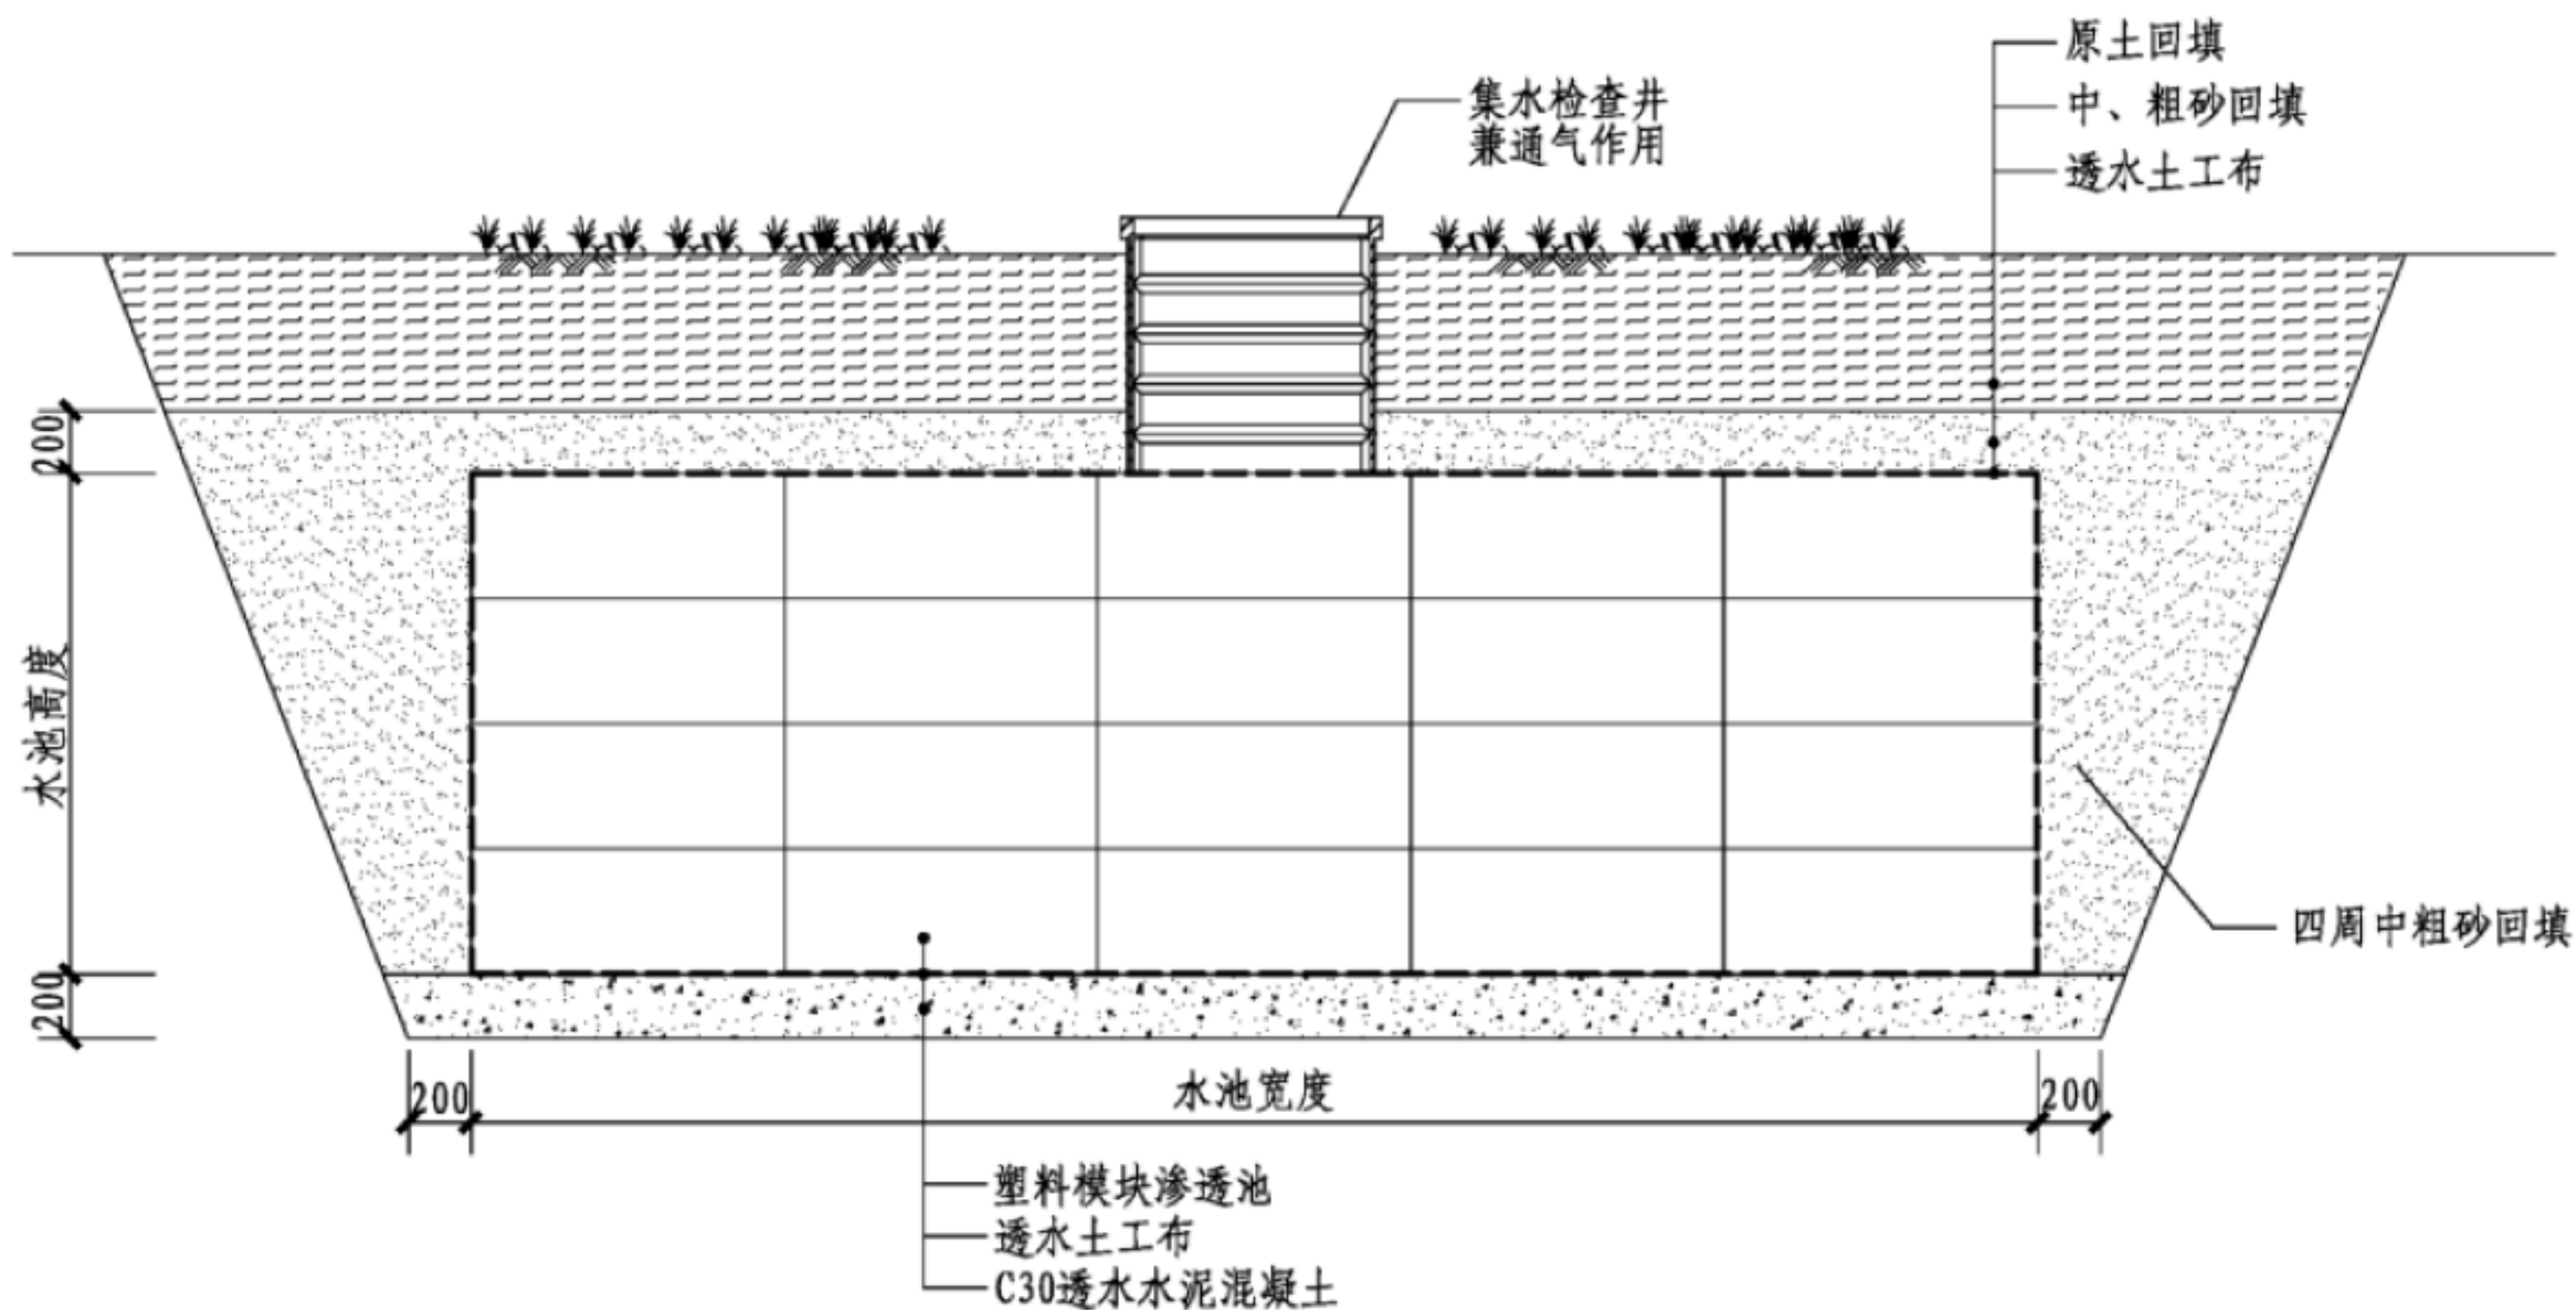 原土回填
中、粗砂回填
透水土工布
集水检查井
兼通气作用
200
水池高度
200
四周中粗砂回填
200
水池宽度
200
塑料模块渗透池
透水土工布
C30透水水泥混凝土